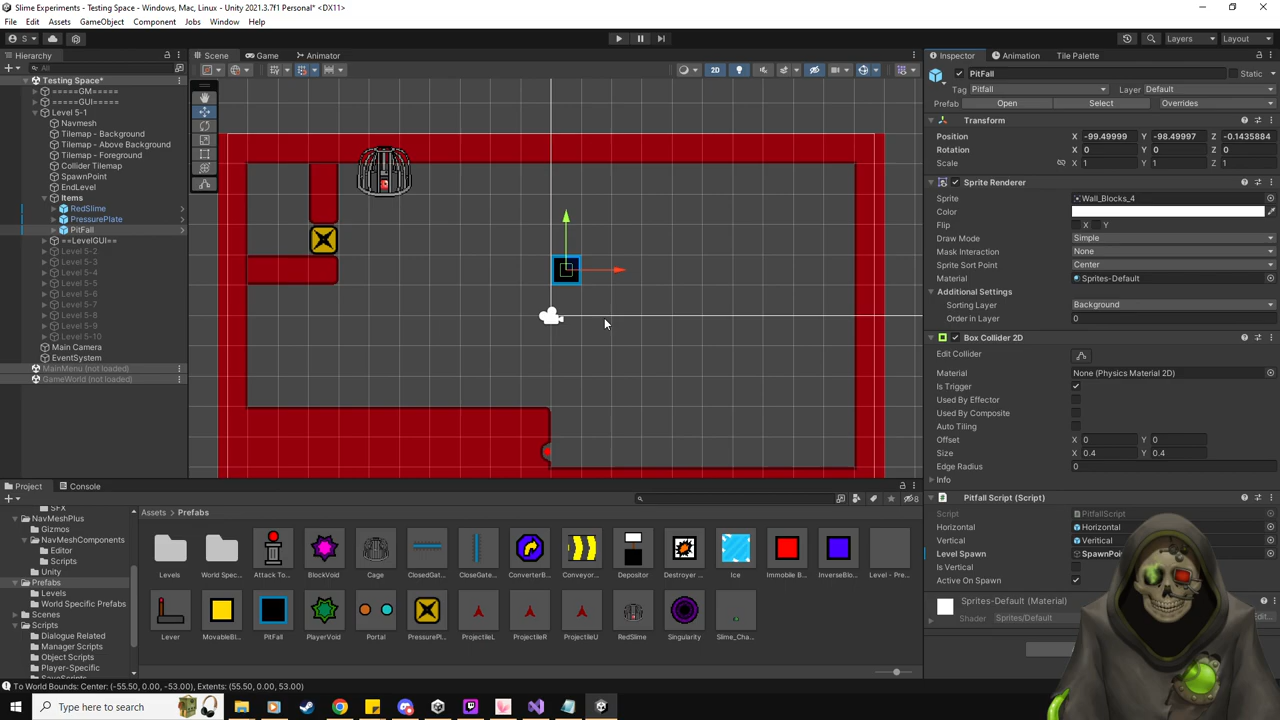 Slime Experiments - Testing Space - Windows, Mac, Linux - Unity 2021.3.7f1 Personal* <DX11>
File Edit Assets GameObject Component Jobs Window Help
S
Layers Layout
Hierarchy
All
Testing Space*
=====GM=====
=====GUI=====
Level 5-1
Navmesh
Tilemap - Background
Tilemap - Above Background
Tilemap - Foreground
Collider Tilemap
SpawnPoint
EndLevel
Items
RedSlime
PressurePlate
PitFall
==LevelGUI==
Level 5-2
Level 5-3
Level 5-4
Level 5-5
Level 5-6
Level 5-7
Level 5-8
Level 5-9
Level 5-10
Main Camera
EventSystem
MainMenu (not loaded)
GameWorld (not loaded)
Scene Game Animator
2D
Inspector Animation Tile Palette
PitFall Static
Tag Pitfall Layer Default
Prefab Open Select Overrides
Transform
Position X -99.49999 Y -98.49997 Z -0.1435884
Rotation X 0 Y 0 Z 0
Scale X 1 Y 1 Z 1
Sprite Renderer
Sprite Wall_Blocks_4
Color
Flip X Y
Draw Mode Simple
Mask Interaction None
Sprite Sort Point Center
Material Sprites-Default
Additional Settings
Sorting Layer Background
Order in Layer 0
Box Collider 2D
Edit Collider
Material None (Physics Material 2D)
Is Trigger
Used By Effector
Used By Composite
Auto Tiling
Offset X 0 Y 0
Size X 0.4 Y 0.4
Edge Radius 0
Info
Pitfall Script (Script)
Script PitfallScript
Horizontal Horizontal
Vertical Veritical
Level Spawn SpawnPoi
Is Vertical
Active On Spawn
Sprites-Default (Material)
Shader Sprites/Default
Project Console
8
SFX
NavMeshPlus
Gizmos
NavMeshComponents
Editor
Scripts
Unity
Prefabs
Levels
World Specific Prefabs
Scenes
Scripts
Dialogue Related
Manager Scripts
Object Scripts
Player-Specific
Assets > Prefabs
Levels World Spec... Attack To... BlockVoid Cage ClosedGat... CloseGate... ConverterB... Conveyor... Depositor Destroyer ... Ice Immobile B... InverseBlo... Level - Pre...
Lever MovableBl... PitFall PlayerVoid Portal PressurePl... ProjectileL ProjectileR ProjectileU RedSlime Singularity Slime_Cha...
To World Bounds: Center: (-55.50, 0.00, -53.00), Extents: (55.50, 0.00, 53.00)
Type here to search